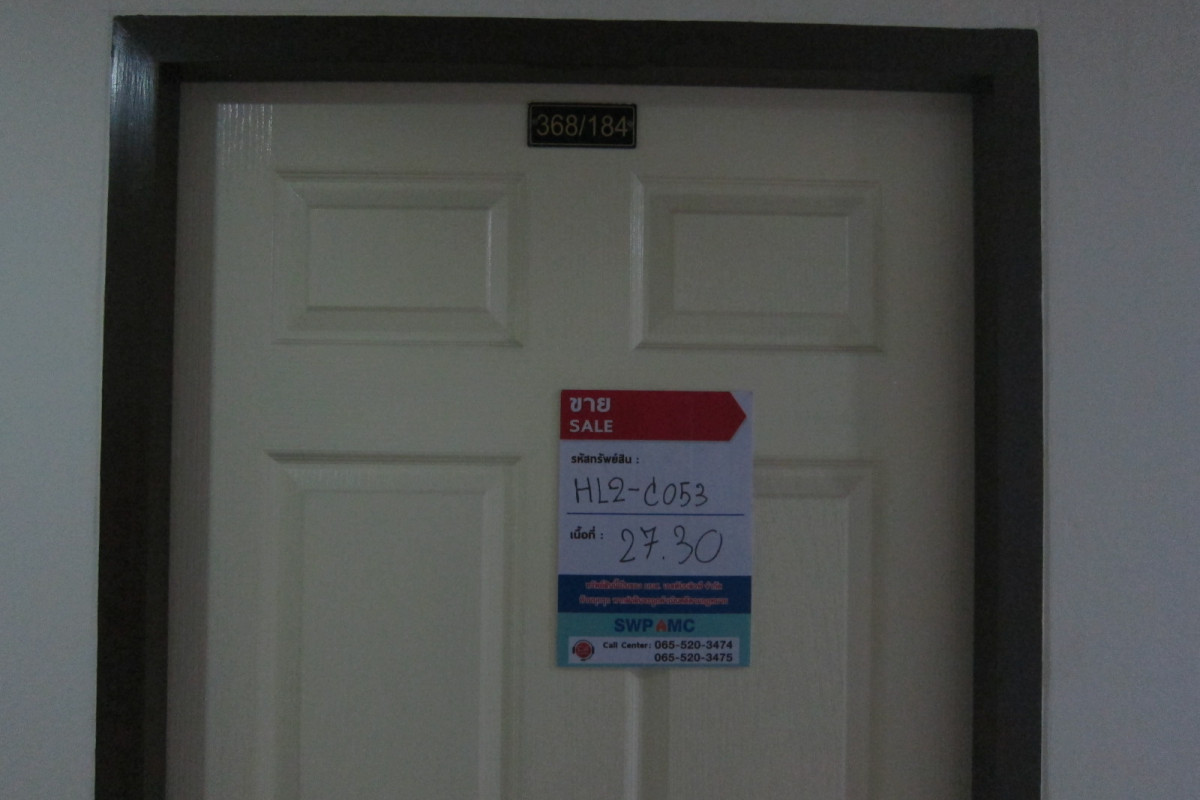 368/184
ขาย
SALE
รหัสทรัพย์สิน :
HL2-C053
เนื้อที่ : 27.30
SWP AMC
Call Center: 065-520-3474
065-520-3475